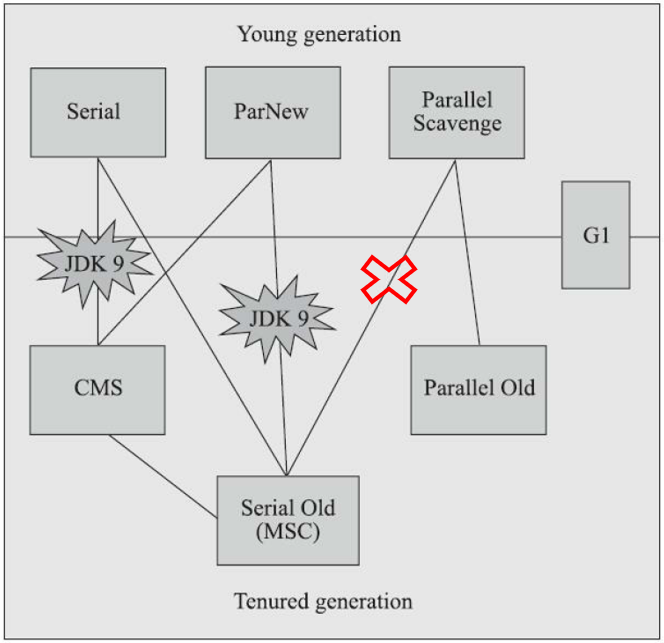 Young generation
Serial
ParNew
Parallel
Scavenge
G1
JDK 9
JDK 9
CMS
Parallel Old
Serial Old
(MSC)
Tenured generation